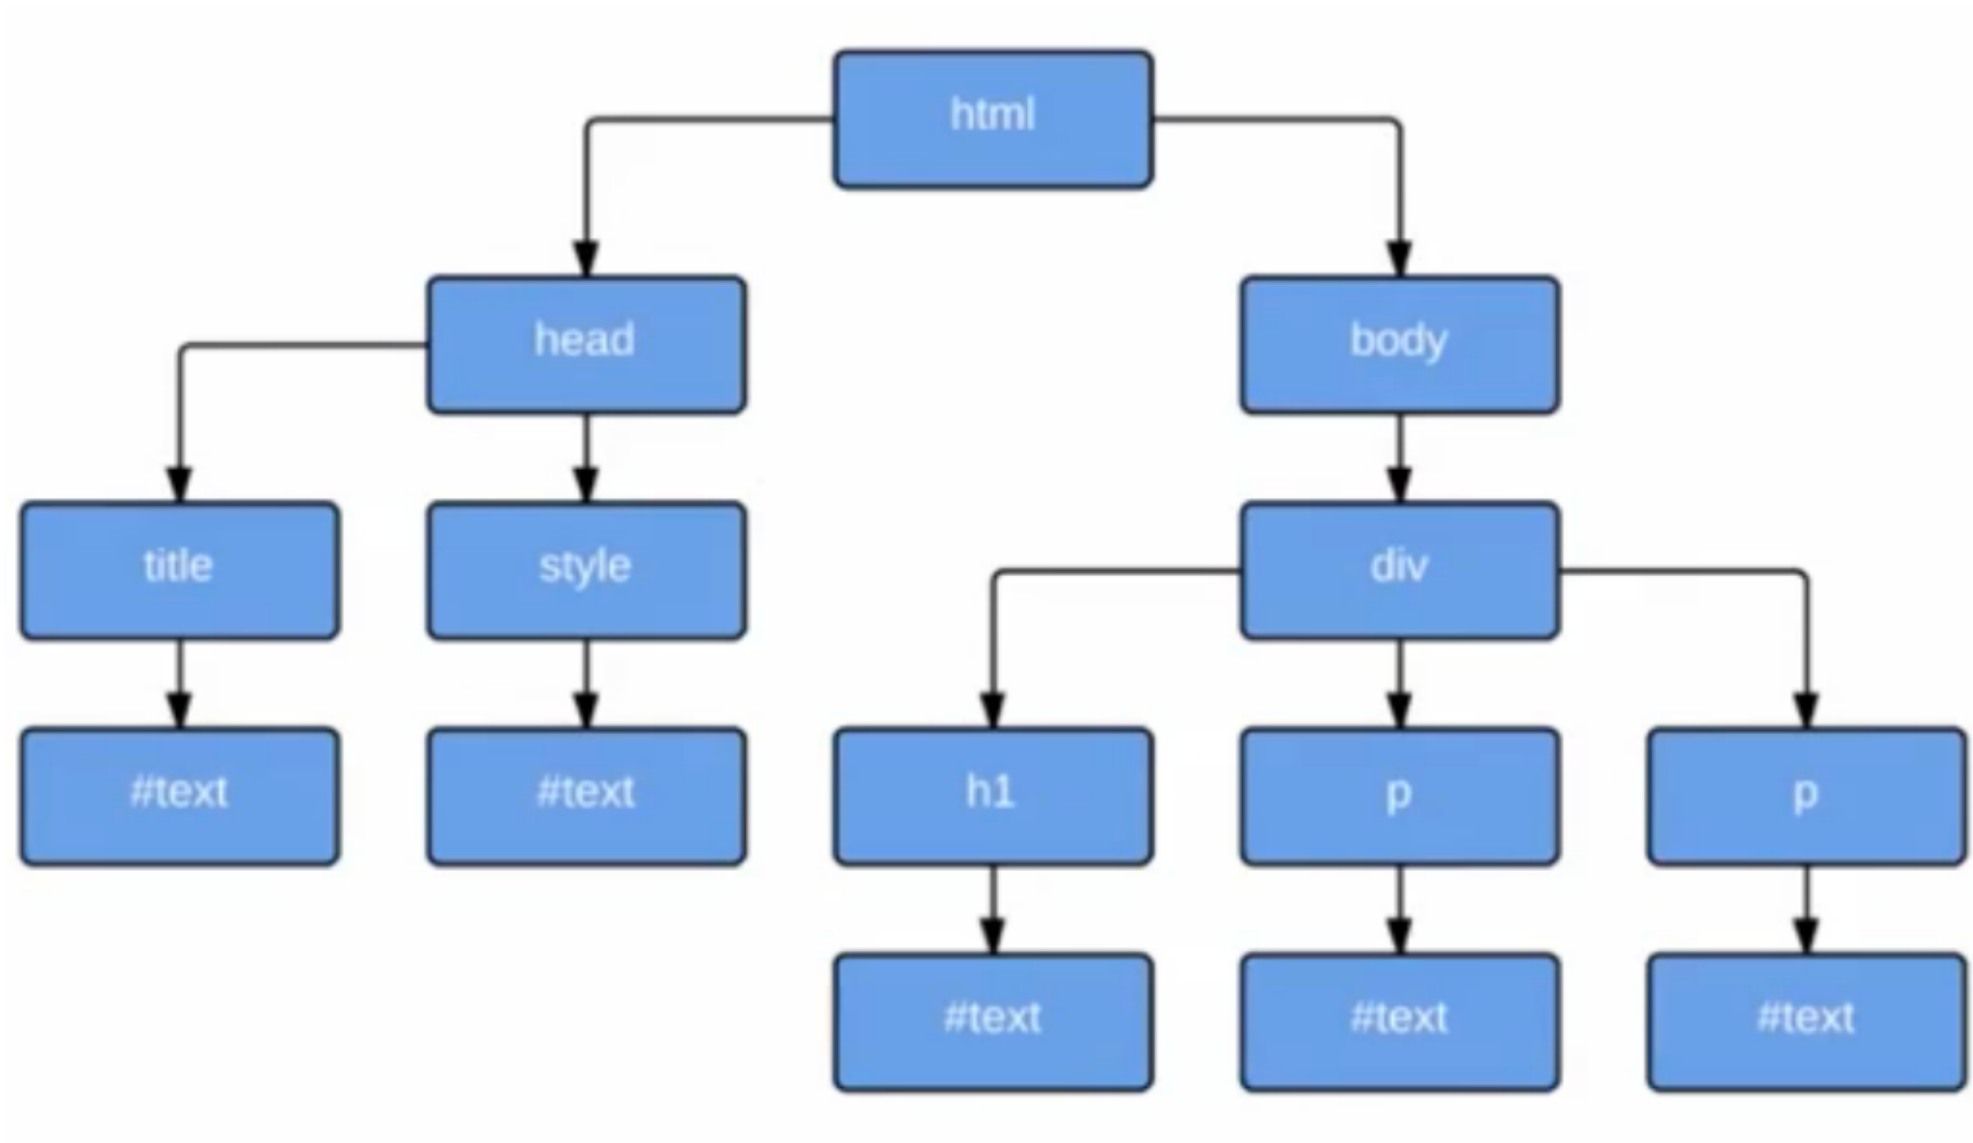 html
head
body
title
style
div
#text
#text
h1
p
p
#text
#text
#text